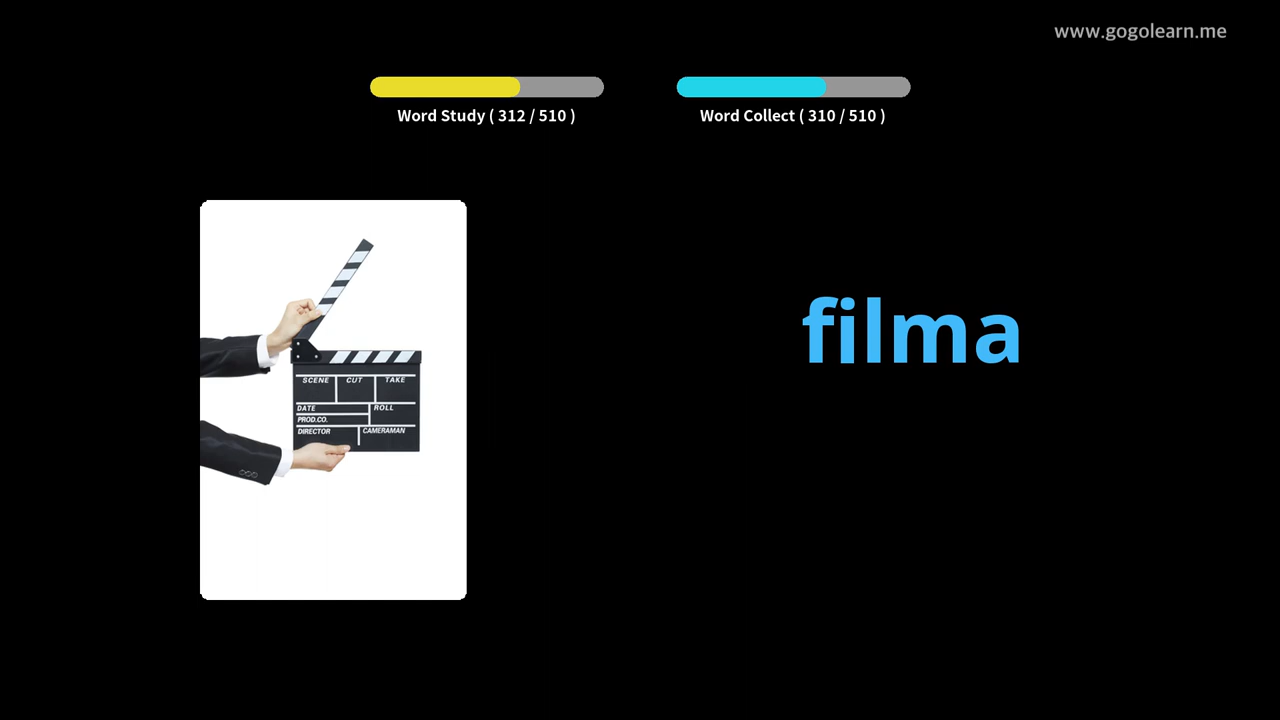 www.gogolearn.me
Word Study ( 312 / 510 )
Word Collect ( 310 / 510 )
filma
SCENE CUT TAKE
DATE ROLL
PROD.CO.
DIRECTOR CAMERAMAN